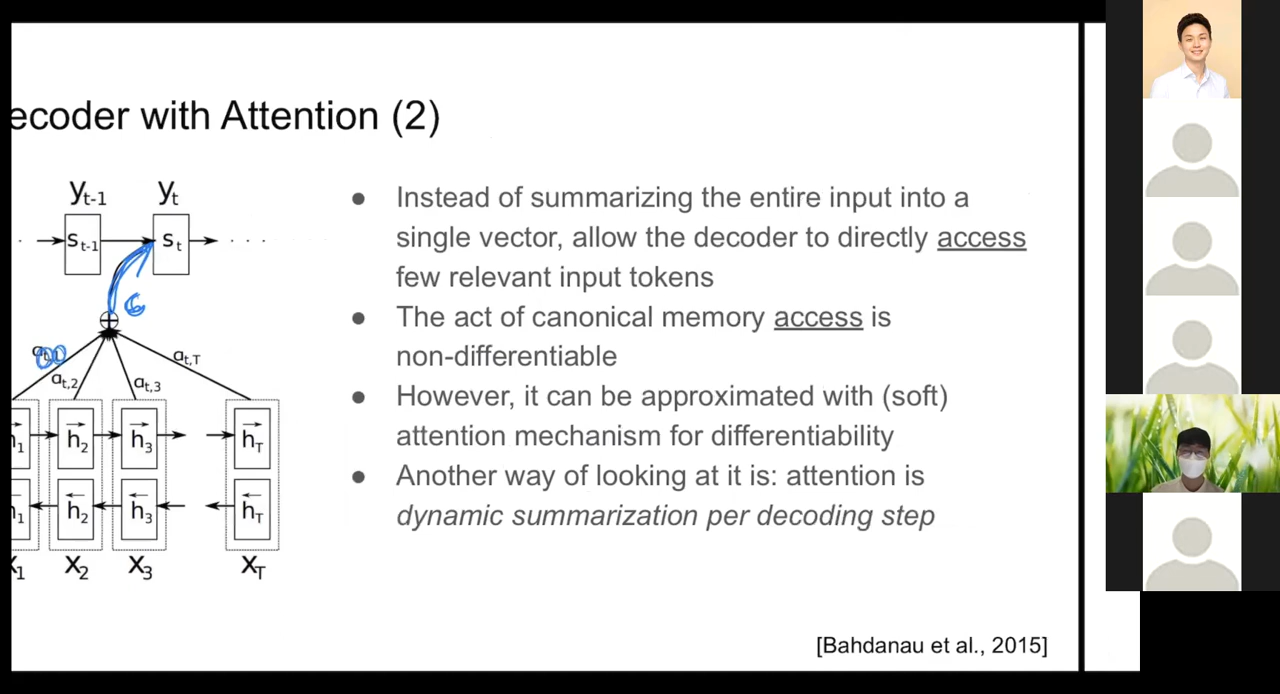 ecoder with Attention (2)
yt-1 yt
st-1 st
at,2 at,3 at,T
h1 h2 h3 hT
h1 h2 h3 hT
x1 x2 x3 xT
● Instead of summarizing the entire input into a
single vector, allow the decoder to directly access
few relevant input tokens
● The act of canonical memory access is
non-differentiable
● However, it can be approximated with (soft)
attention mechanism for differentiability
● Another way of looking at it is: attention is
dynamic summarization per decoding step
[Bahdanau et al., 2015]